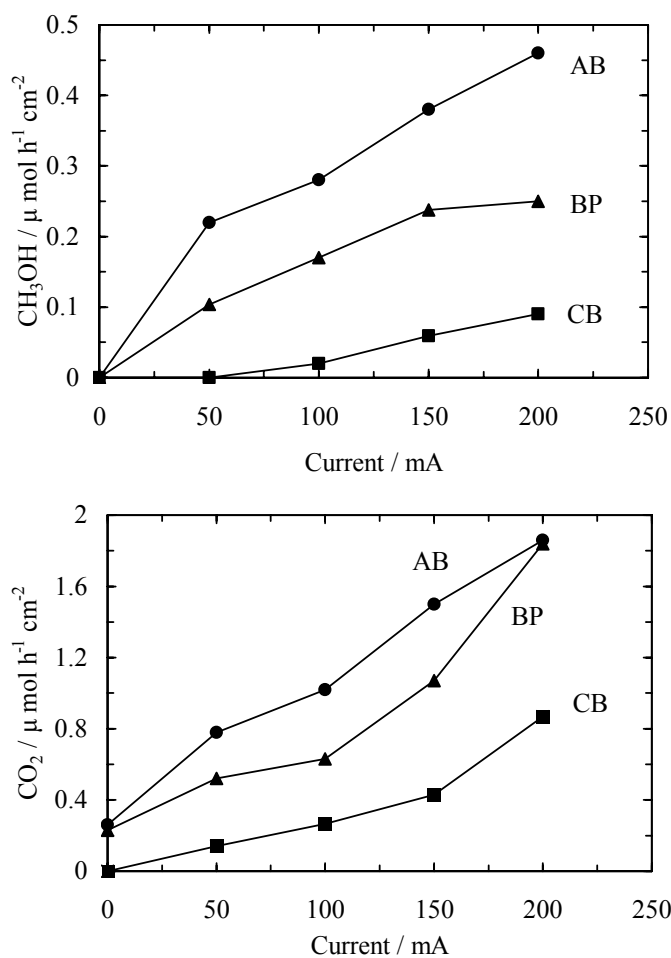 0.5
0.4
0.3
0.2
0.1
0
CH₃OH / μ mol h⁻¹ cm⁻²
AB
BP
CB
0 50 100 150 200 250
Current / mA
2
1.6
1.2
0.8
0.4
0
CO₂ / μ mol h⁻¹ cm⁻²
AB
BP
CB
0 50 100 150 200 250
Current / mA